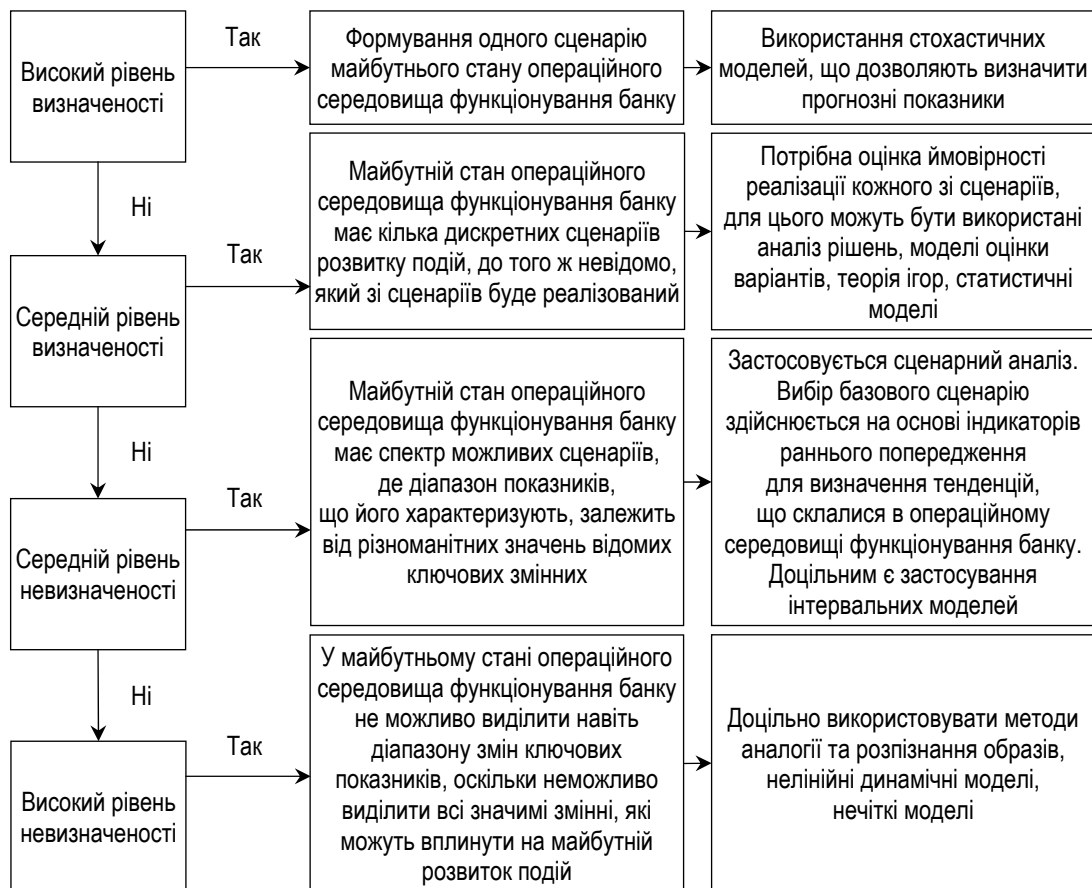 Високий рівень
визначеності
Так
Формування одного сценарію
майбутнього стану операційного
середовища функціонування банку
Використання стохастичних
моделей, що дозволяють визначити
прогнозні показники
Ні
Середній рівень
визначеності
Так
Майбутній стан операційного
середовища функціонування банку
має кілька дискретних сценаріїв
розвитку подій, до того ж невідомо,
який зі сценаріїв буде реалізований
Потрібна оцінка ймовірності
реалізації кожного зі сценаріїв,
для цього можуть бути використані
аналіз рішень, моделі оцінки
варіантів, теорія ігор, статистичні
моделі
Ні
Середній рівень
невизначеності
Так
Майбутній стан операційного
середовища функціонування банку
має спектр можливих сценаріїв,
де діапазон показників,
що його характеризують, залежить
від різноманітних значень відомих
ключових змінних
Застосовується сценарний аналіз.
Вибір базового сценарію
здійснюється на основі індикаторів
раннього попередження
для визначення тенденцій,
що склалися в операційному
середовищі функціонування банку.
Доцільним є застосування
інтервальних моделей
Ні
Високий рівень
невизначеності
Так
У майбутньому стані операційного
середовища функціонування банку
не можливо виділити навіть
діапазону змін ключових
показників, оскільки неможливо
виділити всі значимі змінні, які
можуть вплинути на майбутній
розвиток подій
Доцільно використовувати методи
аналогії та розпізнання образів,
нелінійні динамічні моделі,
нечіткі моделі